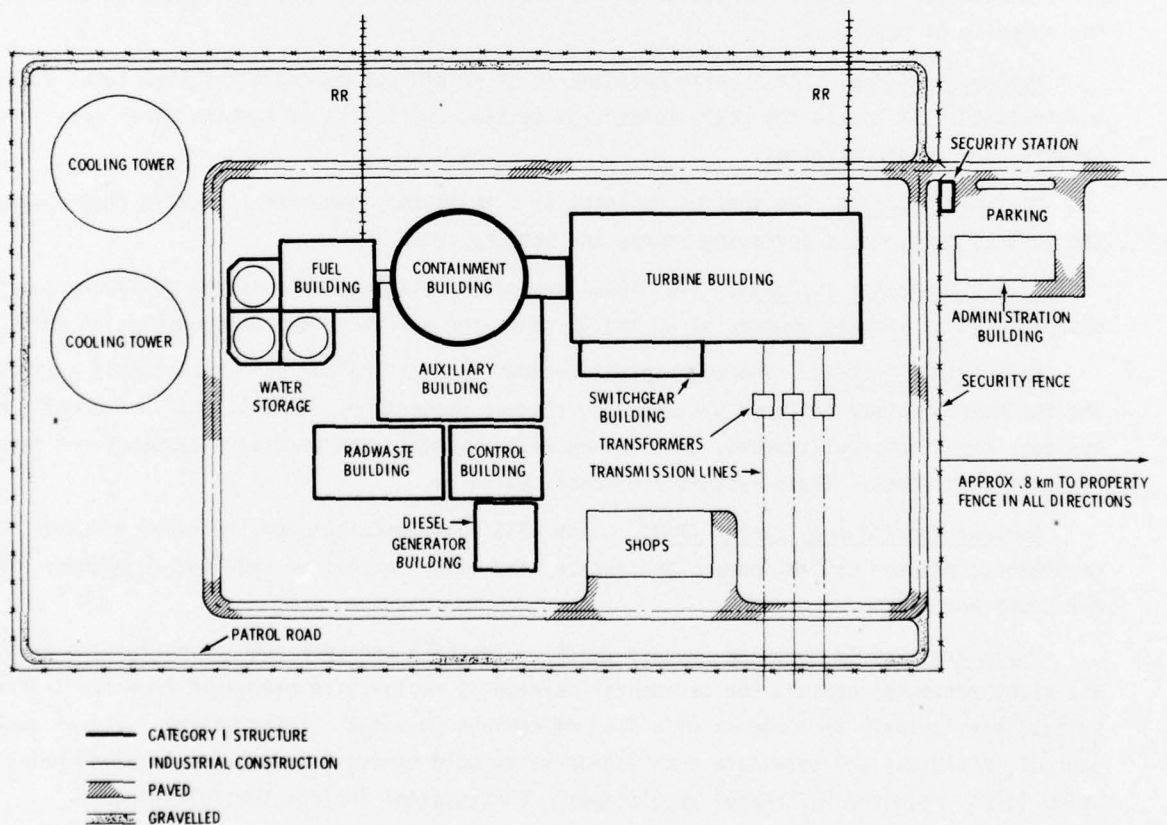 RR
RR
SECURITY STATION
COOLING TOWER
PARKING
FUEL
BUILDING
CONTAINMENT
BUILDING
TURBINE BUILDING
ADMINISTRATION
BUILDING
COOLING TOWER
WATER
STORAGE
AUXILIARY
BUILDING
SWITCHGEAR
BUILDING
SECURITY FENCE
TRANSFORMERS
RADWASTE
BUILDING
CONTROL
BUILDING
TRANSMISSION LINES
APPROX .8 km TO PROPERTY
FENCE IN ALL DIRECTIONS
DIESEL
GENERATOR
BUILDING
SHOPS
PATROL ROAD
CATEGORY I STRUCTURE
INDUSTRIAL CONSTRUCTION
PAVED
GRAVELLED